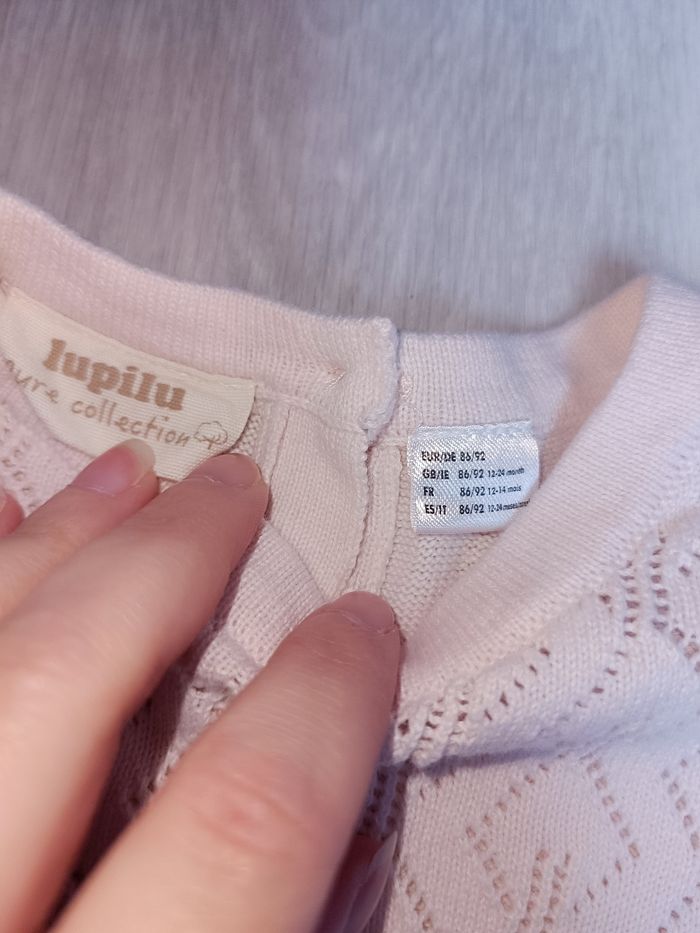 lupilu
pure collection
EUR/DE 86/92
GB/IE 86/92 12-24 month
FR 86/92 12-14 mois
ES/IT 86/92 12-24 meses/